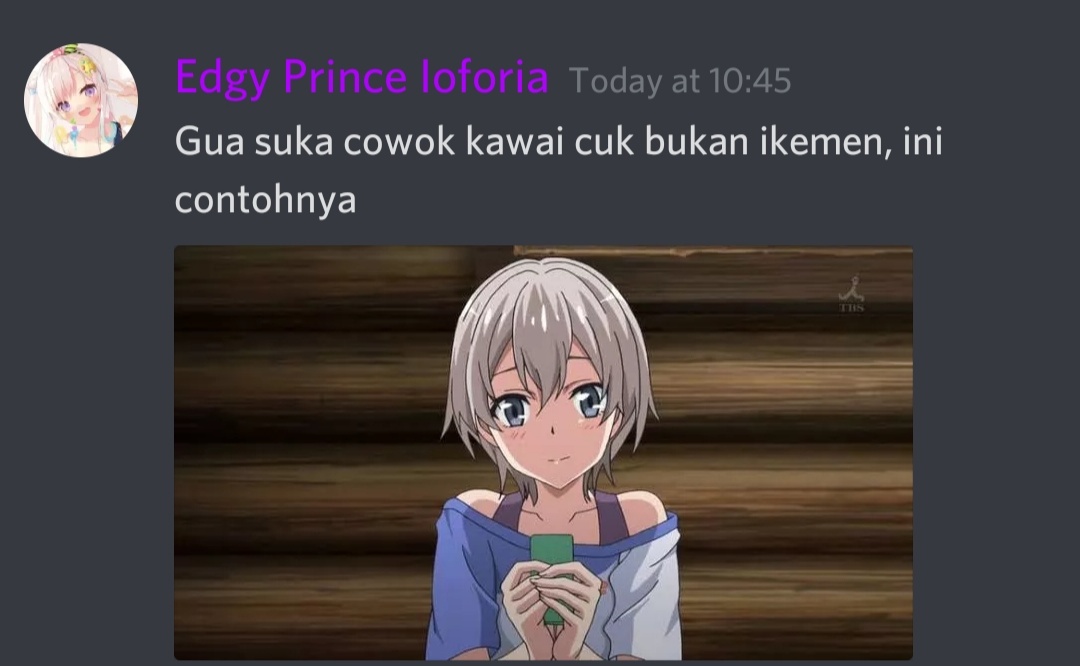 Edgy Prince Ioforia Today at 10:45
Gua suka cowok kawai cuk bukan ikemen, ini
contohnya
TBS